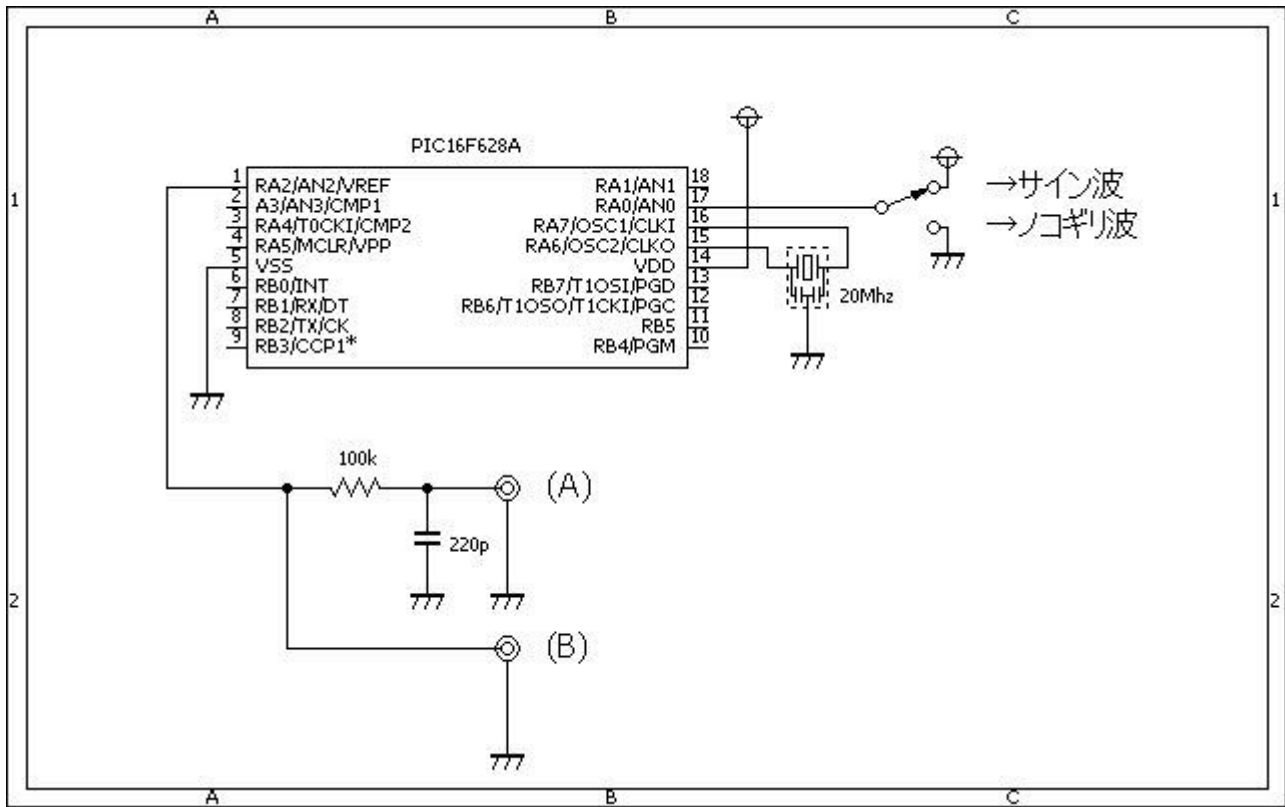 A B C
PIC16F628A
1 RA2/AN2/VREF
2 A3/AN3/CMP1
3 RA4/T0CKI/CMP2
4 RA5/MCLR/VPP
5 VSS
6 RB0/INT
7 RB1/RX/DT
8 RB2/TX/CK
9 RB3/CCP1*
RA1/AN1 18
RA0/AN0 17
RA7/OSC1/CLKI 16
RA6/OSC2/CLKO 15
VDD 14
RB7/T1OSI/PGD 13
RB6/T1OSO/T1CKI/PGC 12
RB5 11
RB4/PGM 10
→サイン波
→ノコギリ波
20Mhz
1 1
100k
(A)
220p
2 2
(B)
A B C